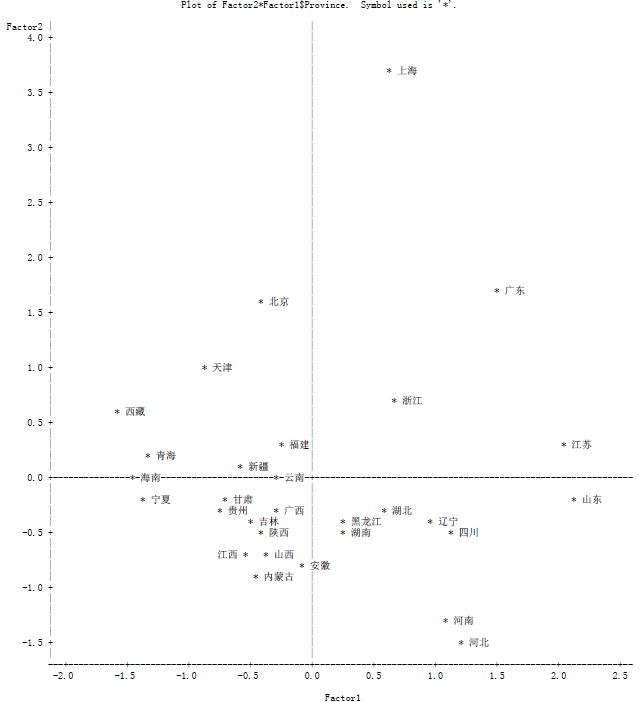 Plot of Factor2*Factor1$Province. Symbol used is '*'.
Factor2
4.0 +
* 上海
3.5 +
3.0 +
2.5 +
2.0 +
* 广东
* 北京
1.5 +
1.0 +
* 天津
* 浙江
* 西藏
0.5 +
* 福建
* 江苏
* 青海
* 新疆
0.0 +
* 海南
* 云南
* 宁夏
* 甘肃
* 山东
* 贵州
* 广西
* 湖北
* 吉林
* 黑龙江
* 辽宁
-0.5 +
* 陕西
* 湖南
* 四川
江西 *
* 山西
* 安徽
* 内蒙古
-1.0 +
* 河南
-1.5 +
* 河北
-2.0 -1.5 -1.0 -0.5 0.0 0.5 1.0 1.5 2.0 2.5
Factor1